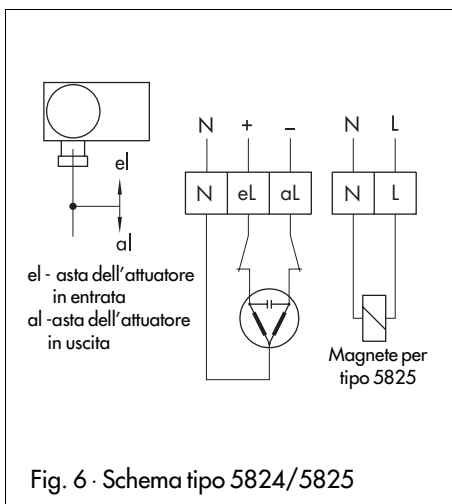 el
al
el - asta dell'attuatore
in entrata
al -asta dell'attuatore
in uscita
N + –
N eL aL
N L
N L
Magnete per
tipo 5825
Fig. 6 · Schema tipo 5824/5825